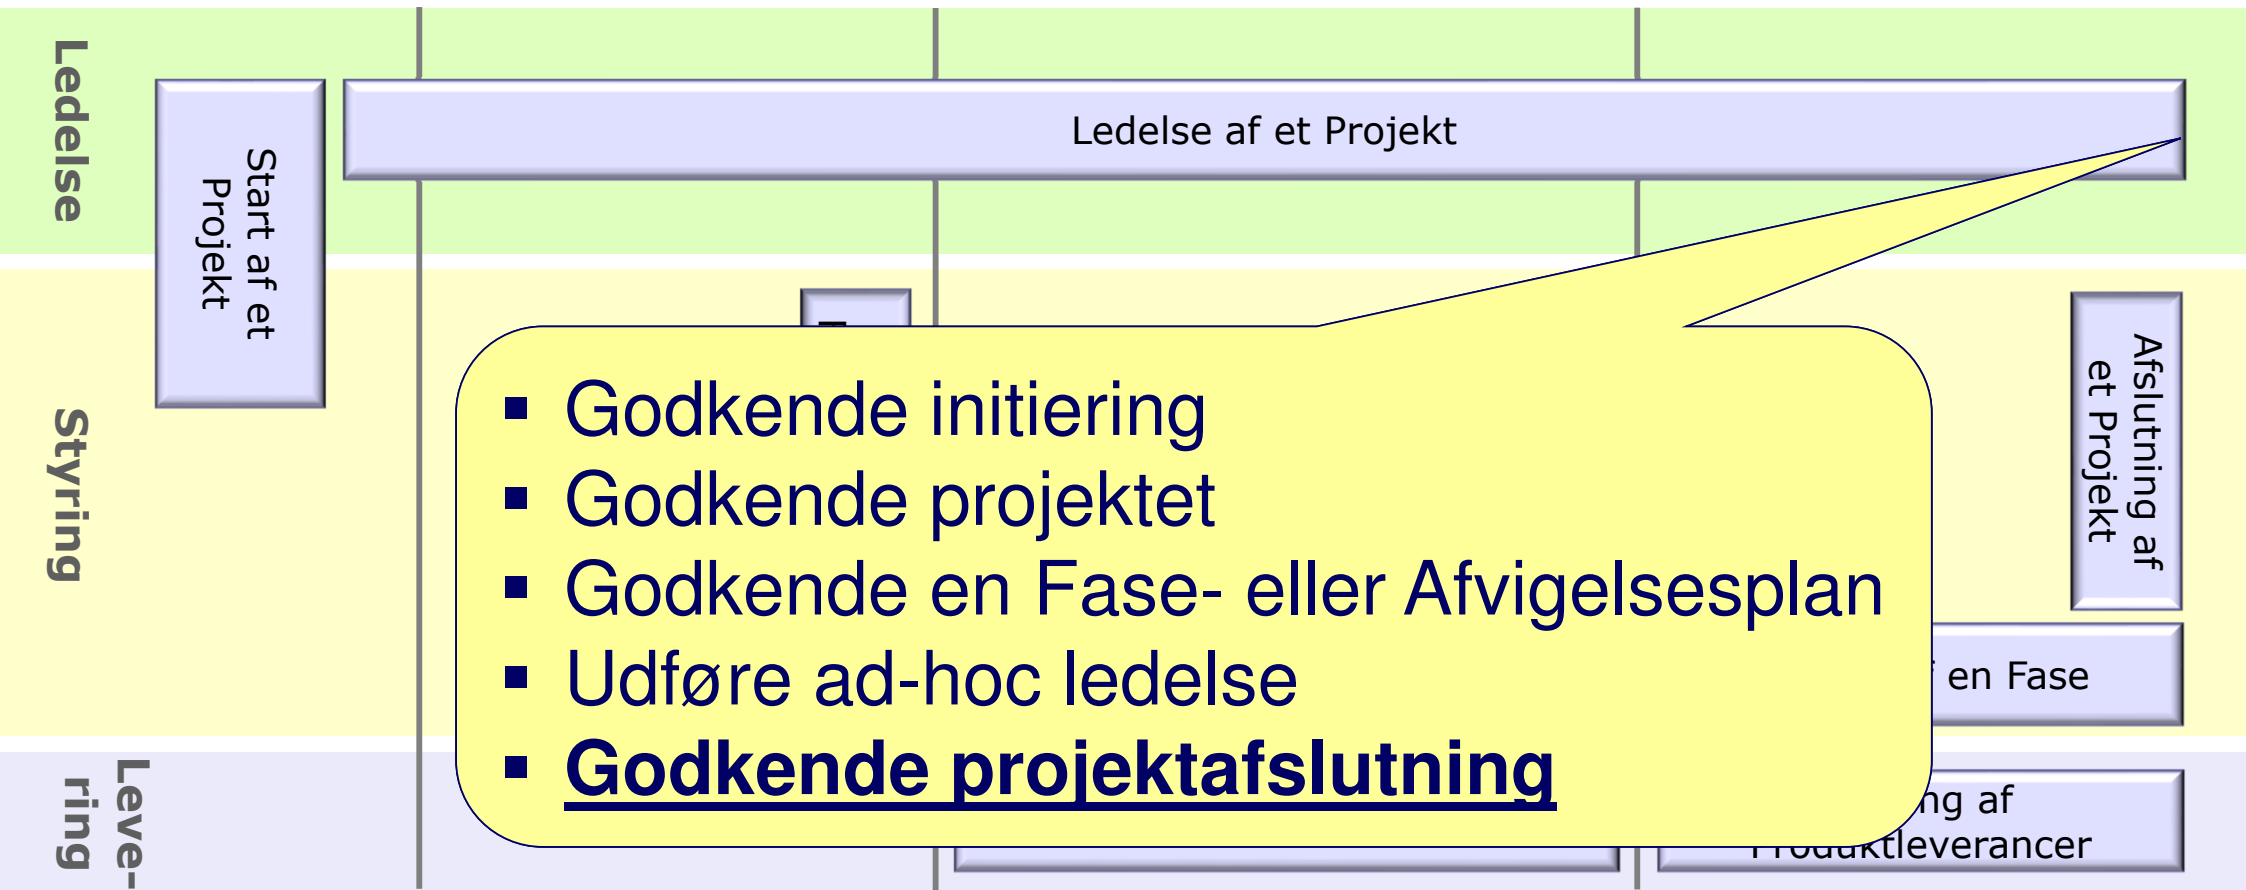 Ledelse
Start af et
Projekt
Ledelse af et Projekt
Styring
Godkende initiering
Godkende projektet
Godkende en Fase- eller Afvigelsesplan
Udføre ad-hoc ledelse
Godkende projektafslutning
Afslutning af
et Projekt
en Fase
Leve-
ring
af
Produktleverancer